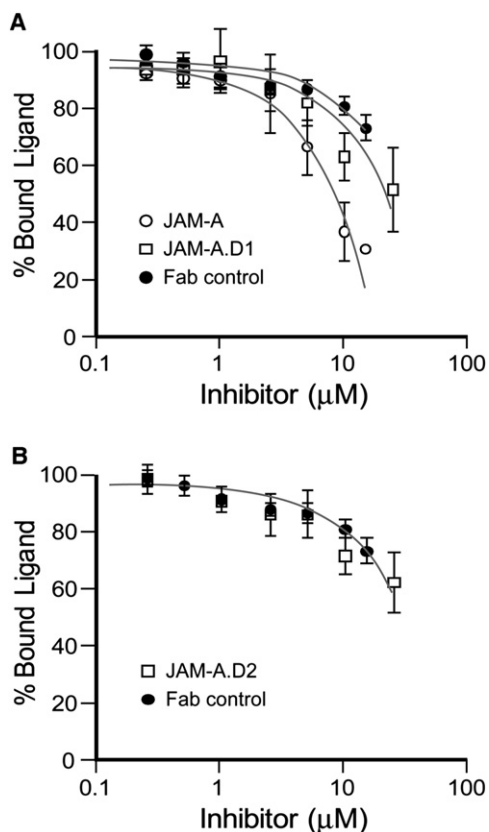 A
100
80
60
40
20
0
% Bound Ligand
JAM-A
JAM-A.D1
Fab control
0.1
1
10
100
Inhibitor (μM)
B
100
80
60
40
20
0
% Bound Ligand
JAM-A.D2
Fab control
0.1
1
10
100
Inhibitor (μM)